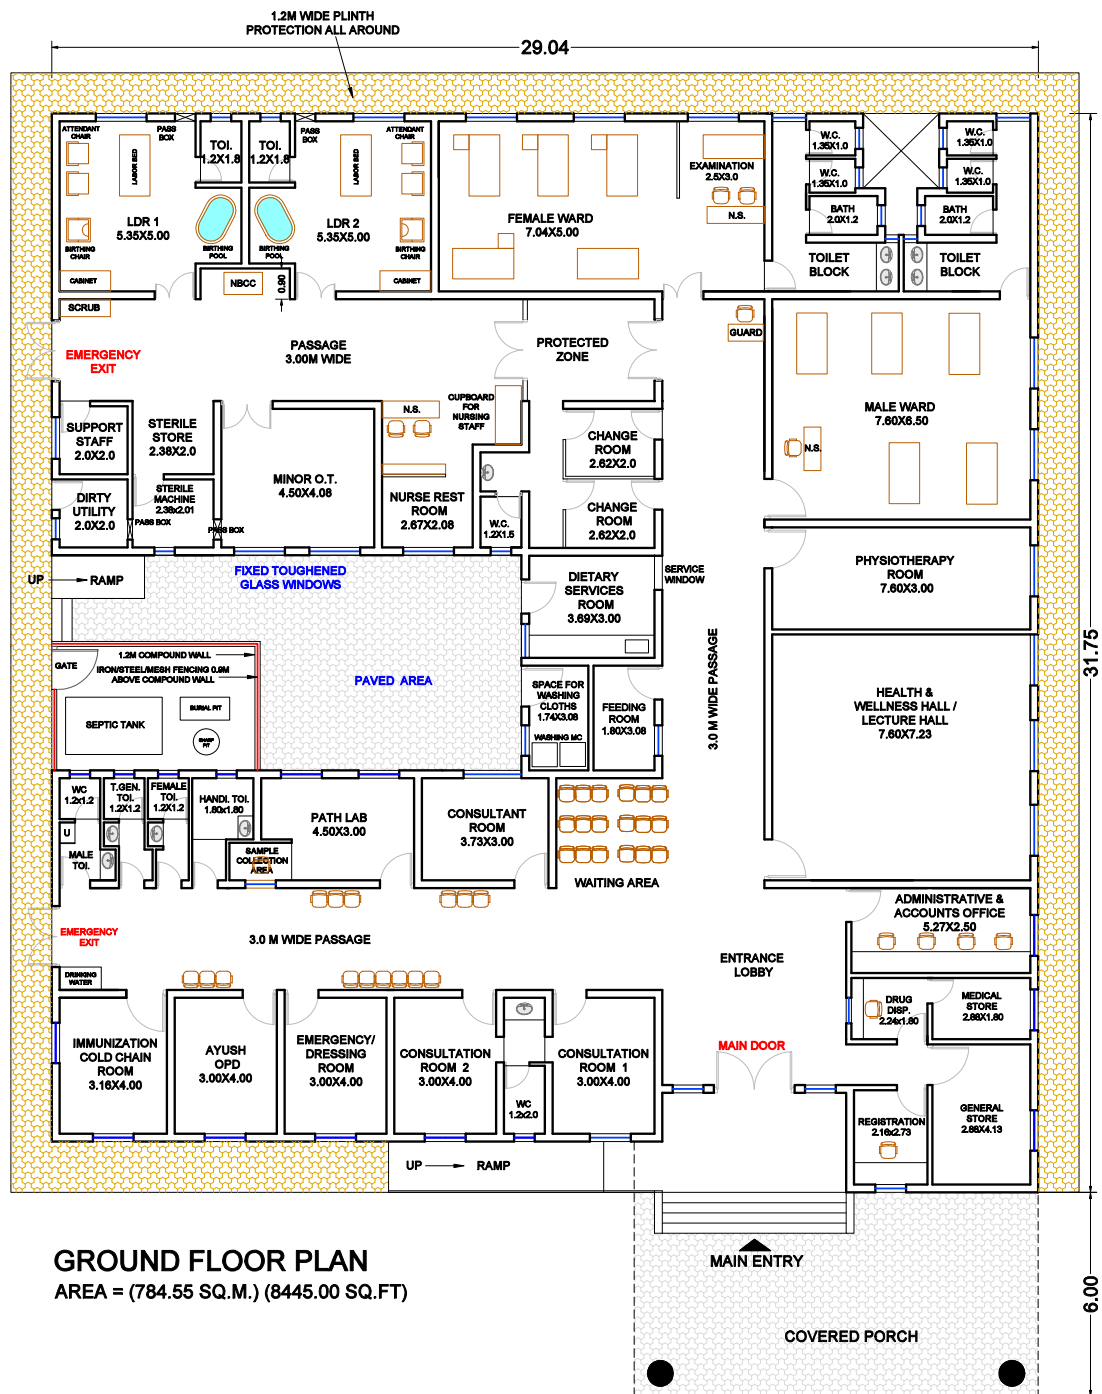 1.2M WIDE PLINTH
PROTECTION ALL AROUND
29.04
ATTENDANT
CHAIR
PASS
BOX
LABOR BED
TOI.
1.2X1.8
TOI.
1.2X1.8
PASS
BOX
LABOR BED
ATTENDANT
CHAIR
LDR 1
5.35X5.00
LDR 2
5.35X5.00
BIRTHING
CHAIR
BIRTHING
POOL
BIRTHING
POOL
BIRTHING
CHAIR
CABINET
NBCC
0.90
CABINET
FEMALE WARD
7.04X5.00
EXAMINATION
2.5X3.0
N.S.
W.C.
1.35X1.0
W.C.
1.35X1.0
W.C.
1.35X1.0
W.C.
1.35X1.0
BATH
2.0X1.2
BATH
2.0X1.2
TOILET
BLOCK
TOILET
BLOCK
SCRUB
EMERGENCY
EXIT
PASSAGE
3.00M WIDE
PROTECTED
ZONE
GUARD
MALE WARD
7.60X6.50
N.S.
SUPPORT
STAFF
2.0X2.0
STERILE
STORE
2.38X2.0
N.S.
CUPBOARD
FOR
NURSING
STAFF
CHANGE
ROOM
2.62X2.0
DIRTY
UTILITY
2.0X2.0
STERILE
MACHINE
2.38x2.01
PASS BOX
PASS BOX
MINOR O.T.
4.50X4.08
NURSE REST
ROOM
2.67X2.08
W.C.
1.2X1.5
CHANGE
ROOM
2.62X2.0
UP
RAMP
FIXED TOUGHENED
GLASS WINDOWS
DIETARY
SERVICES
ROOM
3.69X3.00
SERVICE
WINDOW
PHYSIOTHERAPY
ROOM
7.60X3.00
31.75
3.0 M WIDE PASSAGE
GATE
1.2M COMPOUND WALL
IRON/STEEL/MESH FENCING 0.9M
ABOVE COMPOUND WALL
SEPTIC TANK
BURIAL PIT
SHARP
PIT
PAVED AREA
SPACE FOR
WASHING
CLOTHS
1.74X3.08
WASHING MC
FEEDING
ROOM
1.80X3.08
HEALTH &
WELLNESS HALL /
LECTURE HALL
7.60X7.23
WC
1.2x1.2
T.GEN.
TOI.
1.2X1.2
FEMALE
TOI.
1.2X1.2
HANDI. TOI.
1.80x1.80
U
MALE
TOI.
SAMPLE
COLLECTION
AREA
PATH LAB
4.50X3.00
CONSULTANT
ROOM
3.73X3.00
WAITING AREA
ADMINISTRATIVE &
ACCOUNTS OFFICE
5.27X2.50
EMERGENCY
EXIT
3.0 M WIDE PASSAGE
ENTRANCE
LOBBY
DRINKING
WATER
DRUG
DISP.
2.24x1.80
MEDICAL
STORE
2.88X1.80
IMMUNIZATION
COLD CHAIN
ROOM
3.16X4.00
AYUSH
OPD
3.00X4.00
EMERGENCY/
DRESSING
ROOM
3.00X4.00
CONSULTATION
ROOM 2
3.00X4.00
WC
1.2x2.0
CONSULTATION
ROOM 1
3.00X4.00
MAIN DOOR
REGISTRATION
2.16x2.73
GENERAL
STORE
2.88X4.13
UP
RAMP
MAIN ENTRY
GROUND FLOOR PLAN
AREA = (784.55 SQ.M.) (8445.00 SQ.FT)
6.00
COVERED PORCH